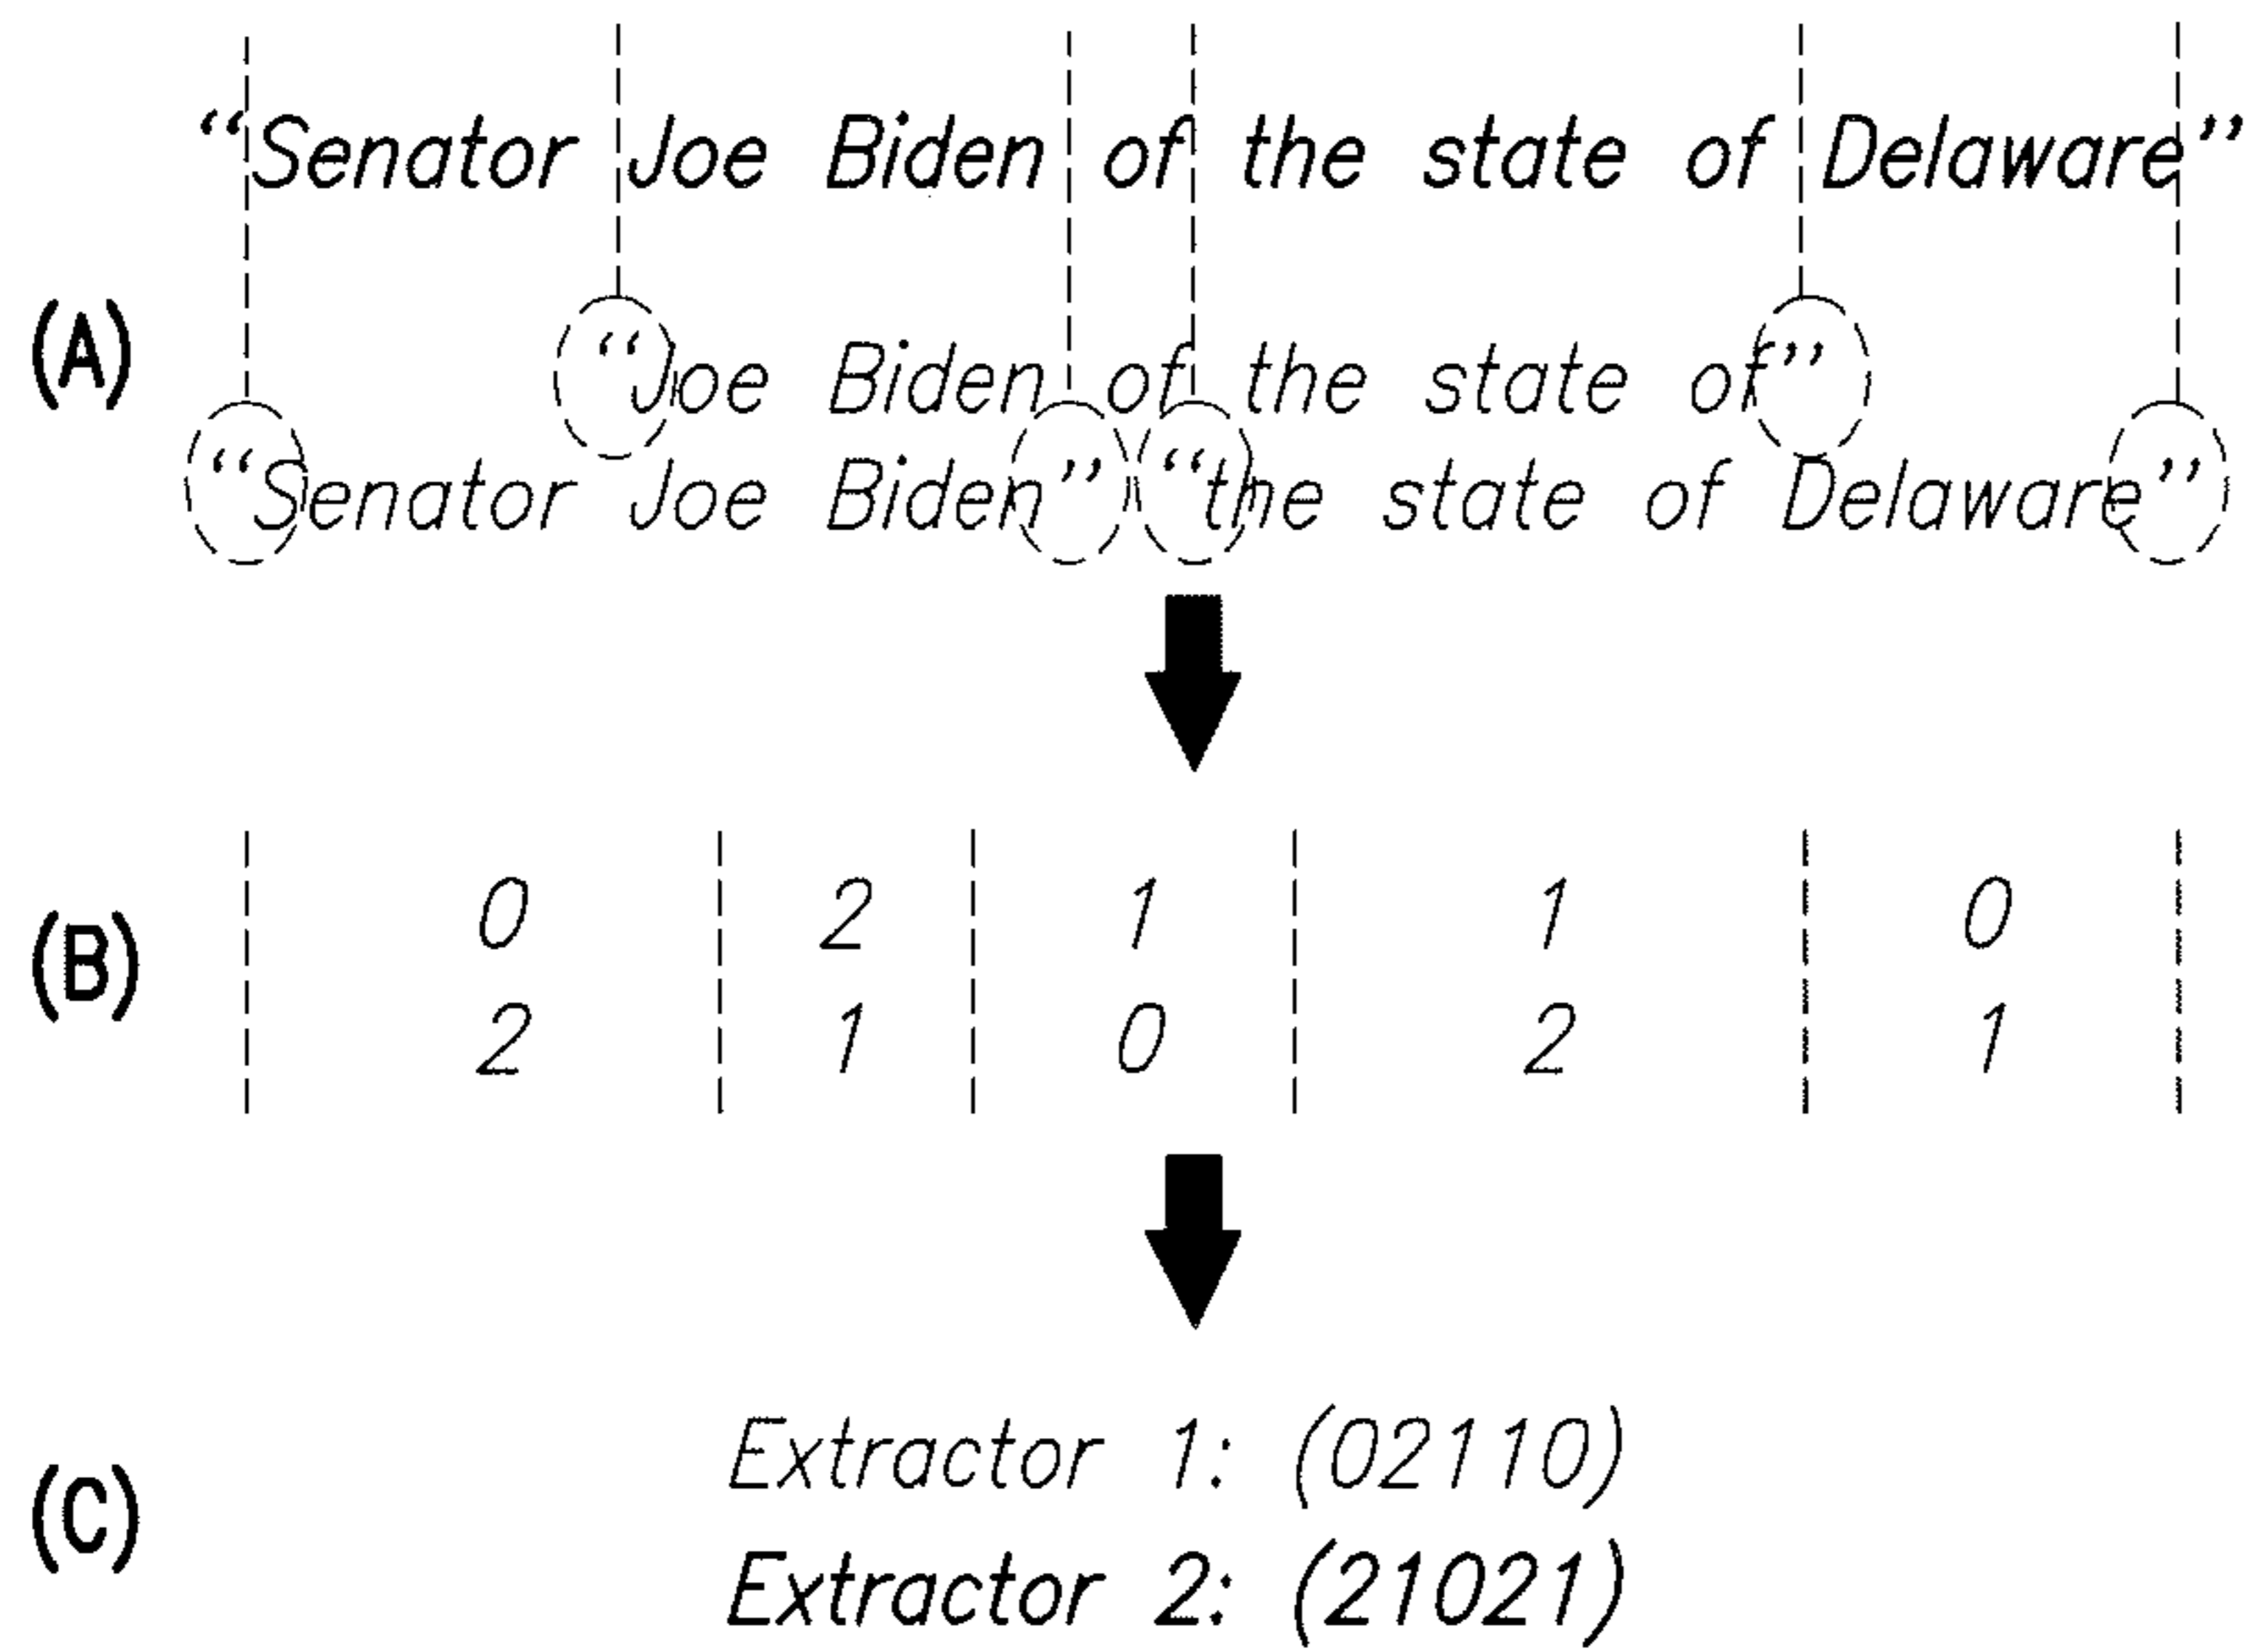 “Senator Joe Biden of the state of Delaware”
(A)
“Joe Biden of the state of”
“Senator Joe Biden” “the state of Delaware”
0 2 1 1 0
(B)
2 1 0 2 1
Extractor 1: (02110)
(C)
Extractor 2: (21021)